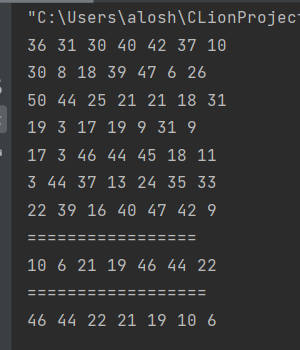 "C:\Users\alosh\CLionProject
36 31 30 40 42 37 10
30 8 18 39 47 6 26
50 44 25 21 21 18 31
19 3 17 19 9 31 9
17 3 46 44 45 18 11
3 44 37 13 24 35 33
22 39 16 40 47 42 9
=================
10 6 21 19 46 44 22
==================
46 44 22 21 19 10 6